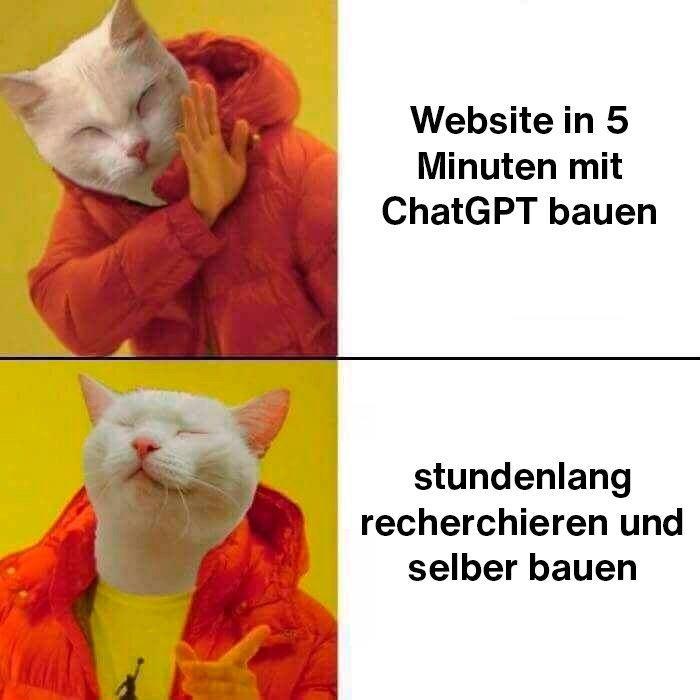 Website in 5
Minuten mit
ChatGPT bauen
stundenlang
recherchieren und
selber bauen